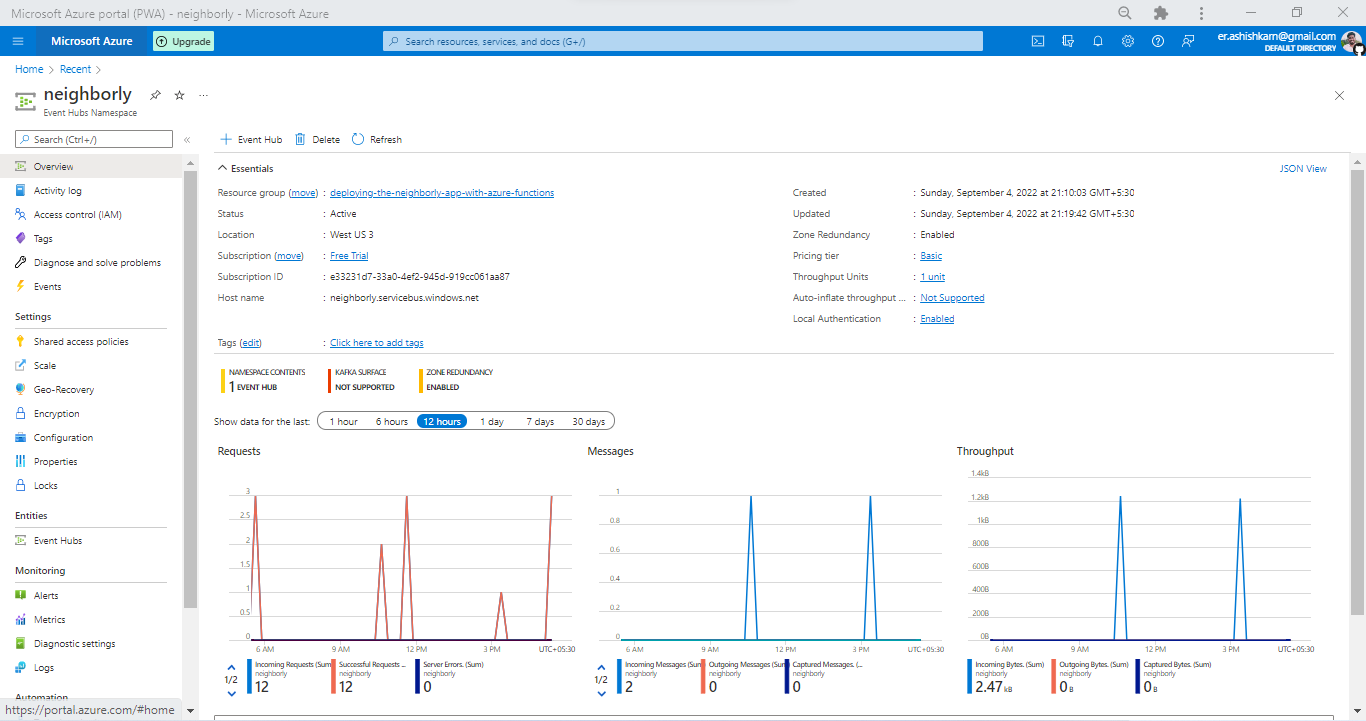 Microsoft Azure portal (PWA) - neighborly - Microsoft Azure
Microsoft Azure
Upgrade
Search resources, services, and docs (G+/)
er.ashishkarn@gmail.com
DEFAULT DIRECTORY
Home > Recent >
neighborly
Event Hubs Namespace
Search (Ctrl+/)
«
Overview
Activity log
Access control (IAM)
Tags
Diagnose and solve problems
Events
Settings
Shared access policies
Scale
Geo-Recovery
Encryption
Configuration
Properties
Locks
Entities
Event Hubs
Monitoring
Alerts
Metrics
Diagnostic settings
Logs
Automation
https://portal.azure.com/#home
Event Hub
Delete
Refresh
Essentials
JSON View
Resource group (move) : deploying-the-neighborly-app-with-azure-functions
Status : Active
Location : West US 3
Subscription (move) : Free Trial
Subscription ID : e33231d7-33a0-4ef2-945d-919cc061aa87
Host name : neighborly.servicebus.windows.net
Created : Sunday, September 4, 2022 at 21:10:03 GMT+5:30
Updated : Sunday, September 4, 2022 at 21:19:42 GMT+5:30
Zone Redundancy : Enabled
Pricing tier : Basic
Throughput Units : 1 unit
Auto-inflate throughput ... : Not Supported
Local Authentication : Enabled
Tags (edit) : Click here to add tags
NAMESPACE CONTENTS
1 EVENT HUB
KAFKA SURFACE
NOT SUPPORTED
ZONE REDUNDANCY
ENABLED
Show data for the last: 1 hour 6 hours 12 hours 1 day 7 days 30 days
Requests
3
2.5
2
1.5
1
0.5
0
6 AM 9 AM 12 PM 3 PM UTC+05:30
1/2
Incoming Requests (Sum)
neighborly
12
Successful Requests ...
neighborly
12
Server Errors. (Sum)
neighborly
0
Messages
1
0.8
0.6
0.4
0.2
0
6 AM 9 AM 12 PM 3 PM UTC+05:30
1/2
Incoming Messages (Sum)
neighborly
2
Outgoing Messages (Sum)
neighborly
0
Captured Messages. (...
neighborly
0
Throughput
1.4kB
1.2kB
1kB
800B
600B
400B
200B
0B
6 AM 9 AM 12 PM 3 PM UTC+05:30
Incoming Bytes. (Sum)
neighborly
2.47 kB
Outgoing Bytes. (Sum)
neighborly
0 B
Captured Bytes. (Sum)
neighborly
0 B